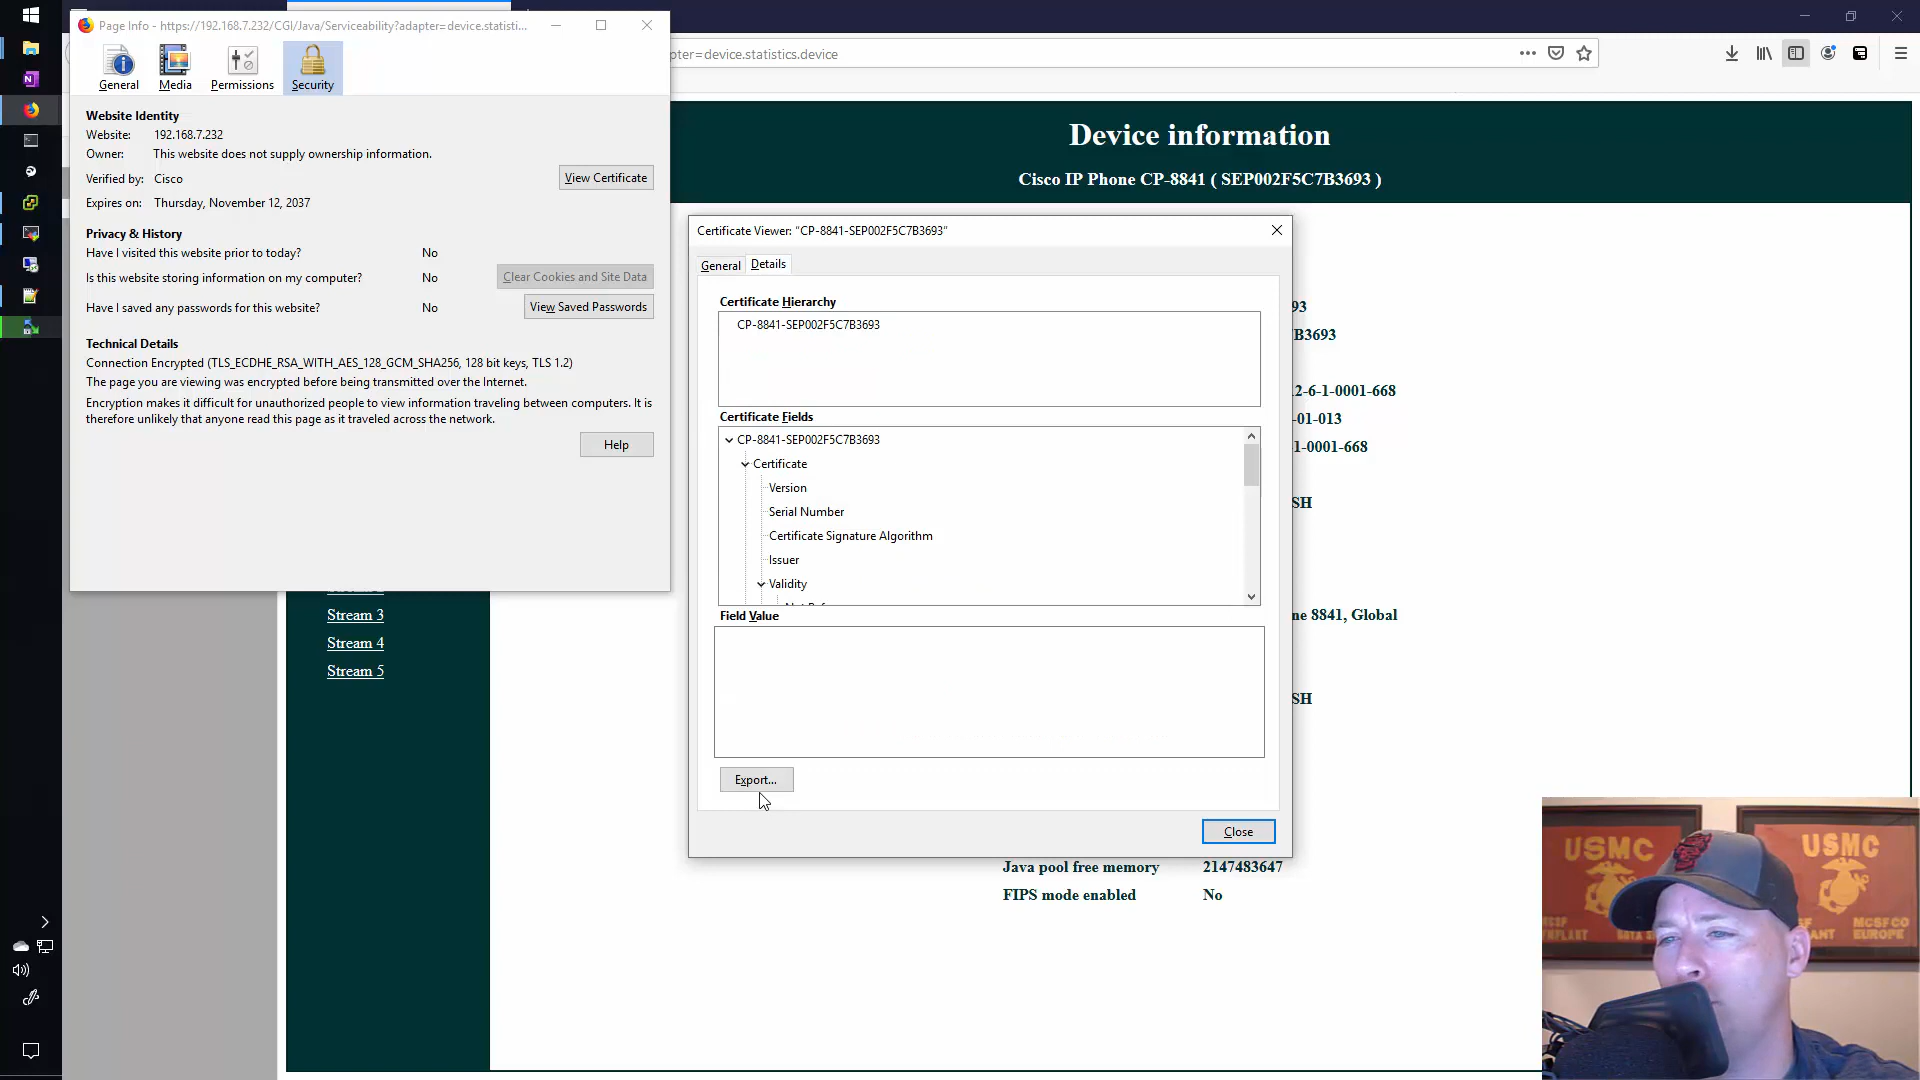 Page Info - https://192.168.7.232/CGI/Java/Serviceability?adapter=device.statisti...
General
Media
Permissions
Security
Website Identity
Website: 192.168.7.232
Owner: This website does not supply ownership information.
Verified by: Cisco
View Certificate
Expires on: Thursday, November 12, 2037
Privacy & History
Have I visited this website prior to today? No
Is this website storing information on my computer? No
Clear Cookies and Site Data
Have I saved any passwords for this website? No
View Saved Passwords
Technical Details
Connection Encrypted (TLS_ECDHE_RSA_WITH_AES_128_GCM_SHA256, 128 bit keys, TLS 1.2)
The page you are viewing was encrypted before being transmitted over the Internet.
Encryption makes it difficult for unauthorized people to view information traveling between computers. It is
therefore unlikely that anyone read this page as it traveled across the network.
Help
pter=device.statistics.device
Device information
Cisco IP Phone CP-8841 ( SEP002F5C7B3693 )
Certificate Viewer: "CP-8841-SEP002F5C7B3693"
General
Details
Certificate Hierarchy
CP-8841-SEP002F5C7B3693
Certificate Fields
CP-8841-SEP002F5C7B3693
Certificate
Version
Serial Number
Certificate Signature Algorithm
Issuer
Validity
Field Value
Export...
Close
93
B3693
12-6-1-0001-668
-01-013
1-0001-668
SH
ne 8841, Global
SH
Stream 3
Stream 4
Stream 5
Java pool free memory 2147483647
FIPS mode enabled No
USMC
USMC
MCSFCO
EUROPE